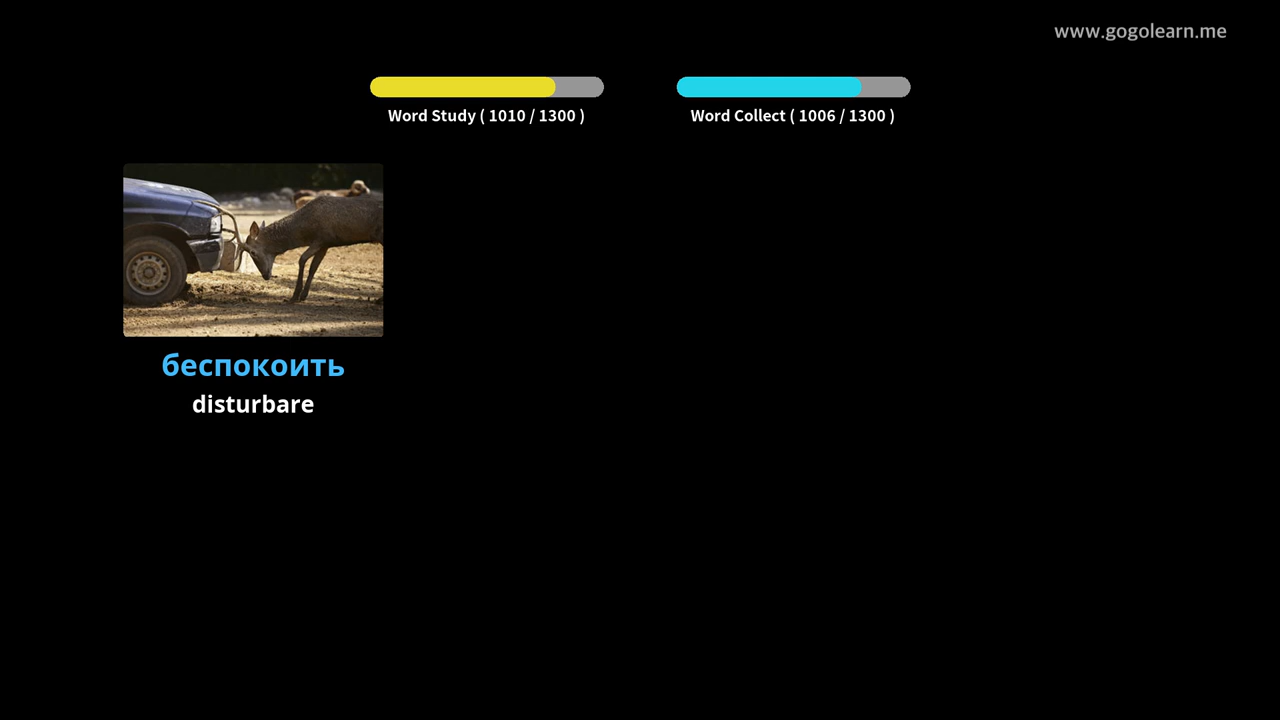 www.gogolearn.me
Word Study ( 1010 / 1300 )
Word Collect ( 1006 / 1300 )
беспокоить
disturbare